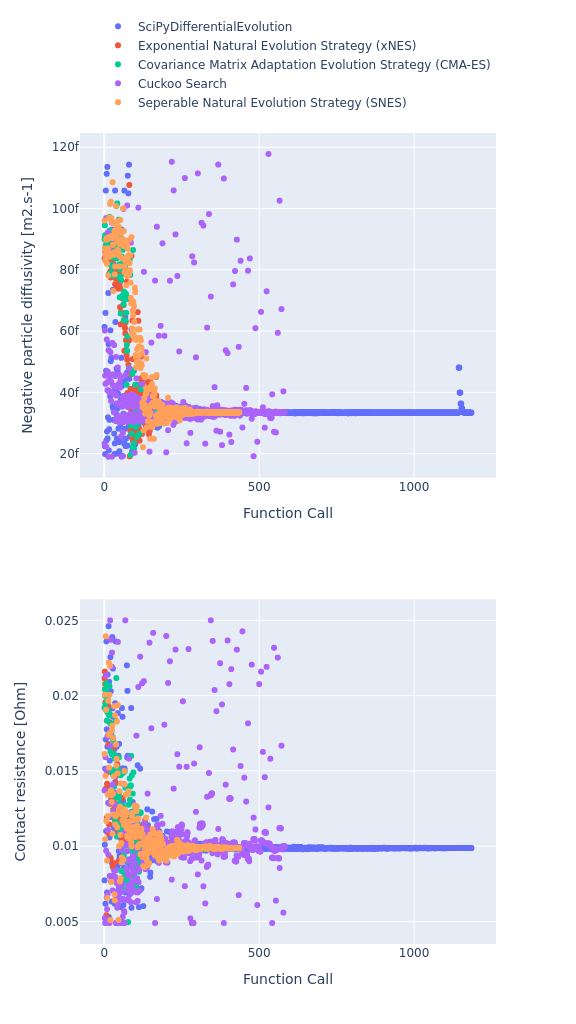 SciPyDifferentialEvolution
Exponential Natural Evolution Strategy (xNES)
Covariance Matrix Adaptation Evolution Strategy (CMA-ES)
Cuckoo Search
Seperable Natural Evolution Strategy (SNES)
120f
100f
80f
60f
40f
20f
Negative particle diffusivity [m2.s-1]
0
500
1000
Function Call
0.025
0.02
0.015
0.01
0.005
Contact resistance [Ohm]
0
500
1000
Function Call